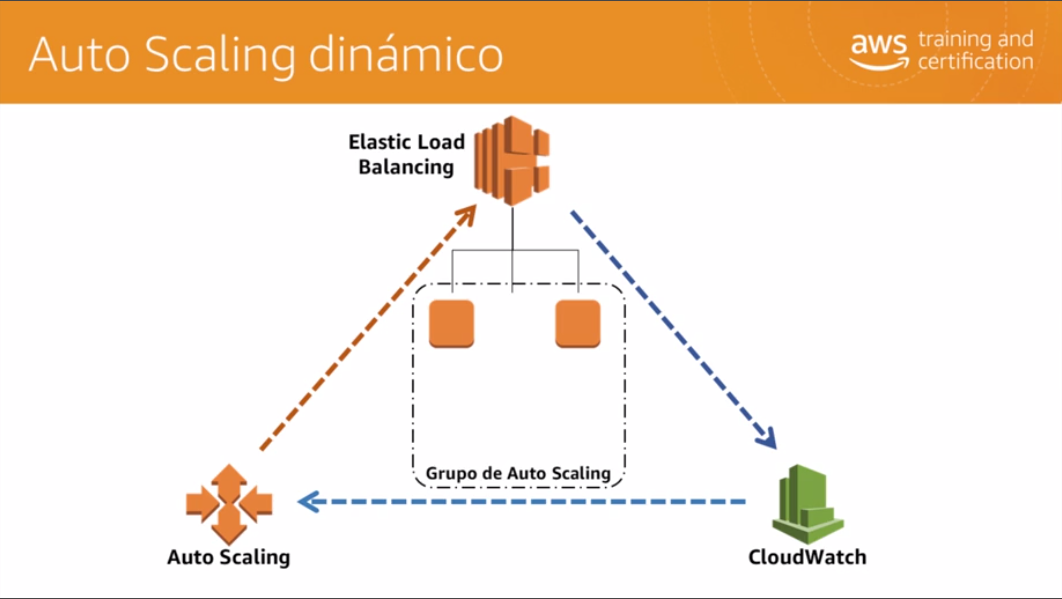 Auto Scaling dinámico
aws training and
certification
Elastic Load
Balancing
Grupo de Auto Scaling
Auto Scaling
CloudWatch